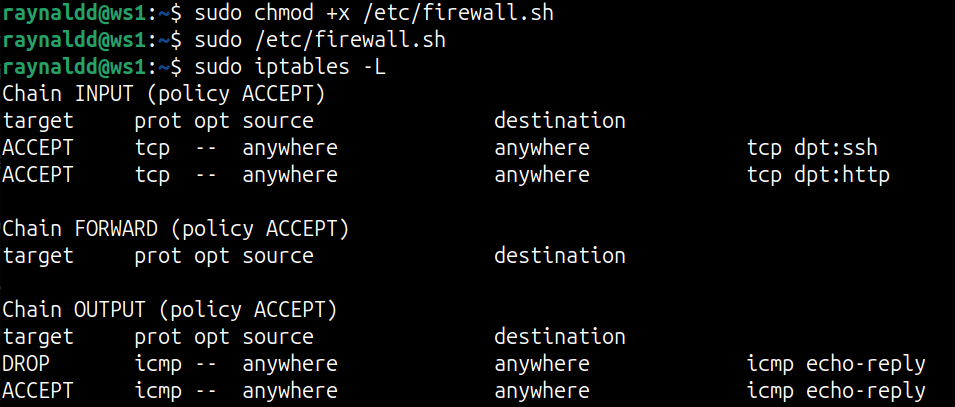 raynaldd@ws1:~$ sudo chmod +x /etc/firewall.sh
raynaldd@ws1:~$ sudo /etc/firewall.sh
raynaldd@ws1:~$ sudo iptables -L
Chain INPUT (policy ACCEPT)
target     prot opt source               destination
ACCEPT     tcp  --  anywhere             anywhere             tcp dpt:ssh
ACCEPT     tcp  --  anywhere             anywhere             tcp dpt:http

Chain FORWARD (policy ACCEPT)
target     prot opt source               destination

Chain OUTPUT (policy ACCEPT)
target     prot opt source               destination
DROP       icmp --  anywhere             anywhere             icmp echo-reply
ACCEPT     icmp --  anywhere             anywhere             icmp echo-reply